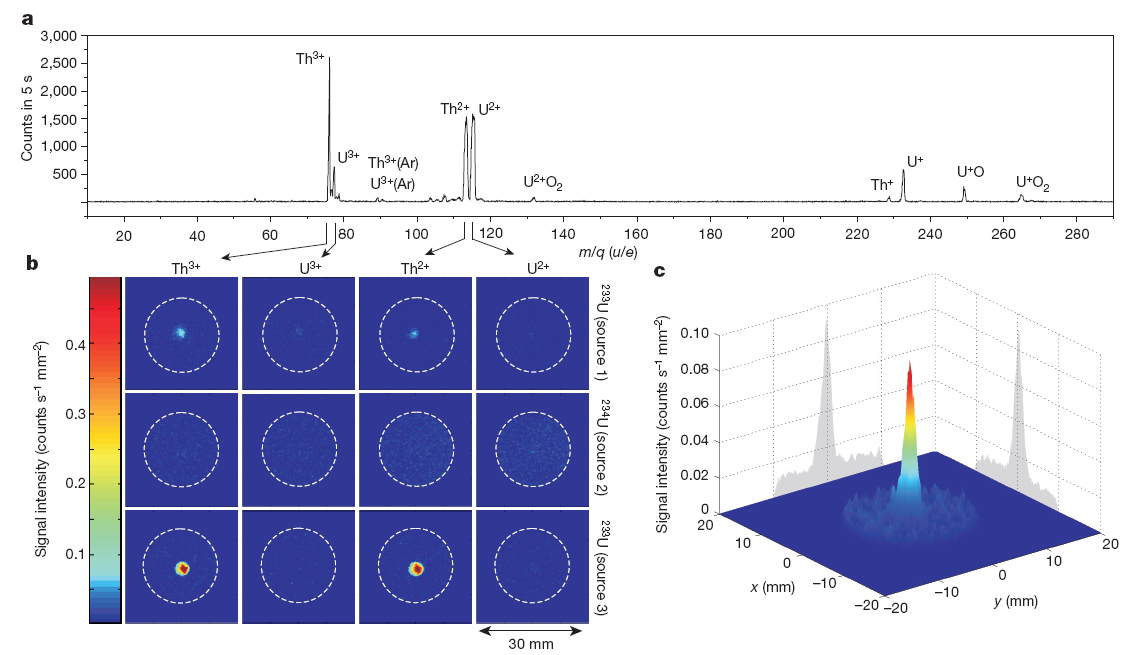 a
3,000
2,500
2,000
1,500
1,000
500
Counts in 5 s
Th3+
U3+
Th3+(Ar)
U3+(Ar)
Th2+
U2+
U2+O2
Th+
U+
U+O
U+O2
20
40
60
80
100
120
140
160
180
200
220
240
260
280
m/q (u/e)
b
Th3+
U3+
Th2+
U2+
Signal intensity (counts s–1 mm–2)
0.4
0.3
0.2
0.1
233U (source 1)
234U (source 2)
233U (source 3)
30 mm
c
Signal intensity (counts s–1 mm–2)
0.10
0.08
0.06
0.04
0.02
0
20
10
0
–10
–20
x (mm)
–20
–10
0
10
20
y (mm)